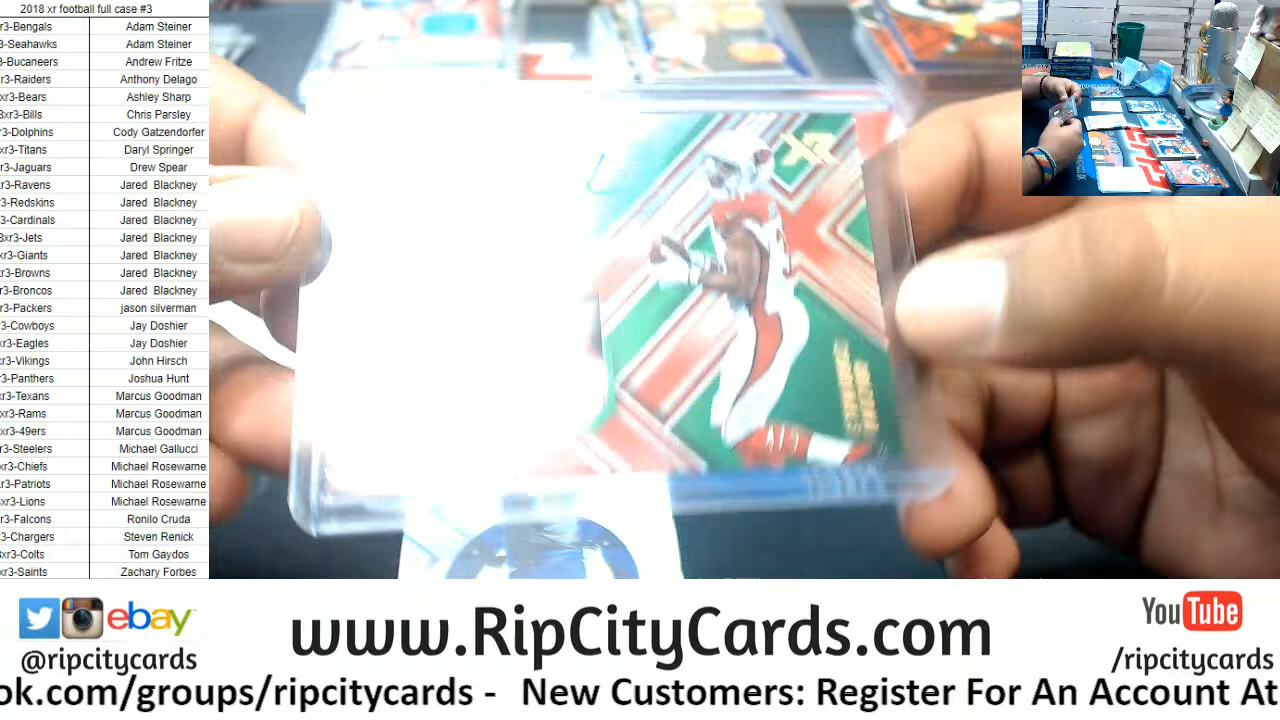 2018 xr football full case #3
r3-Bengals Adam Steiner
r3-Seahawks Adam Steiner
3-Bucaneers Andrew Fritze
r3-Raiders Anthony Delago
xr3-Bears Ashley Sharp
3xr3-Bills Chris Parsley
r3-Dolphins Cody Gatzendorfer
xr3-Titans Daryl Springer
r3-Jaguars Drew Spear
r3-Ravens Jared Blackney
r3-Redskins Jared Blackney
3-Cardinals Jared Blackney
8xr3-Jets Jared Blackney
xr3-Giants Jared Blackney
r3-Browns Jared Blackney
r3-Broncos Jared Blackney
r3-Packers jason silverman
3-Cowboys Jay Doshier
r3-Eagles Jay Doshier
xr3-Vikings John Hirsch
3-Panthers Joshua Hunt
r3-Texans Marcus Goodman
xr3-Rams Marcus Goodman
xr3-49ers Marcus Goodman
r3-Steelers Michael Gallucci
xr3-Chiefs Michael Rosewarne
r3-Patriots Michael Rosewarne
xr3-Lions Michael Rosewarne
r3-Falcons Ronilo Cruda
3-Chargers Steven Renick
3xr3-Colts Tom Gaydos
xr3-Saints Zachary Forbes
XR
ebay
@ripcitycards
www.RipCityCards.com
YouTube
/ripcitycards
ok.com/groups/ripcitycards - New Customers: Register For An Account At